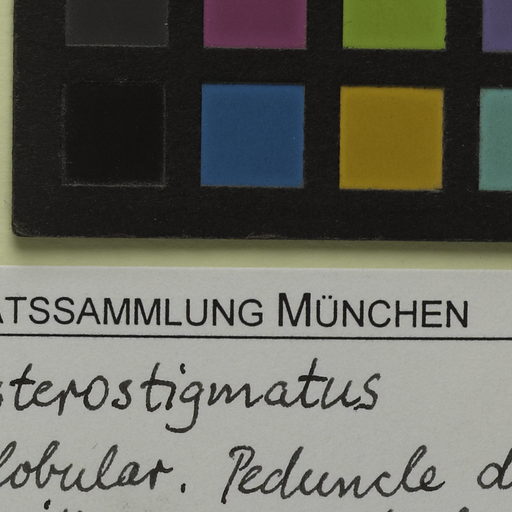 ATSSAMMLUNG MÜNCHEN
sterostigmatus
lobular. Peduncle d